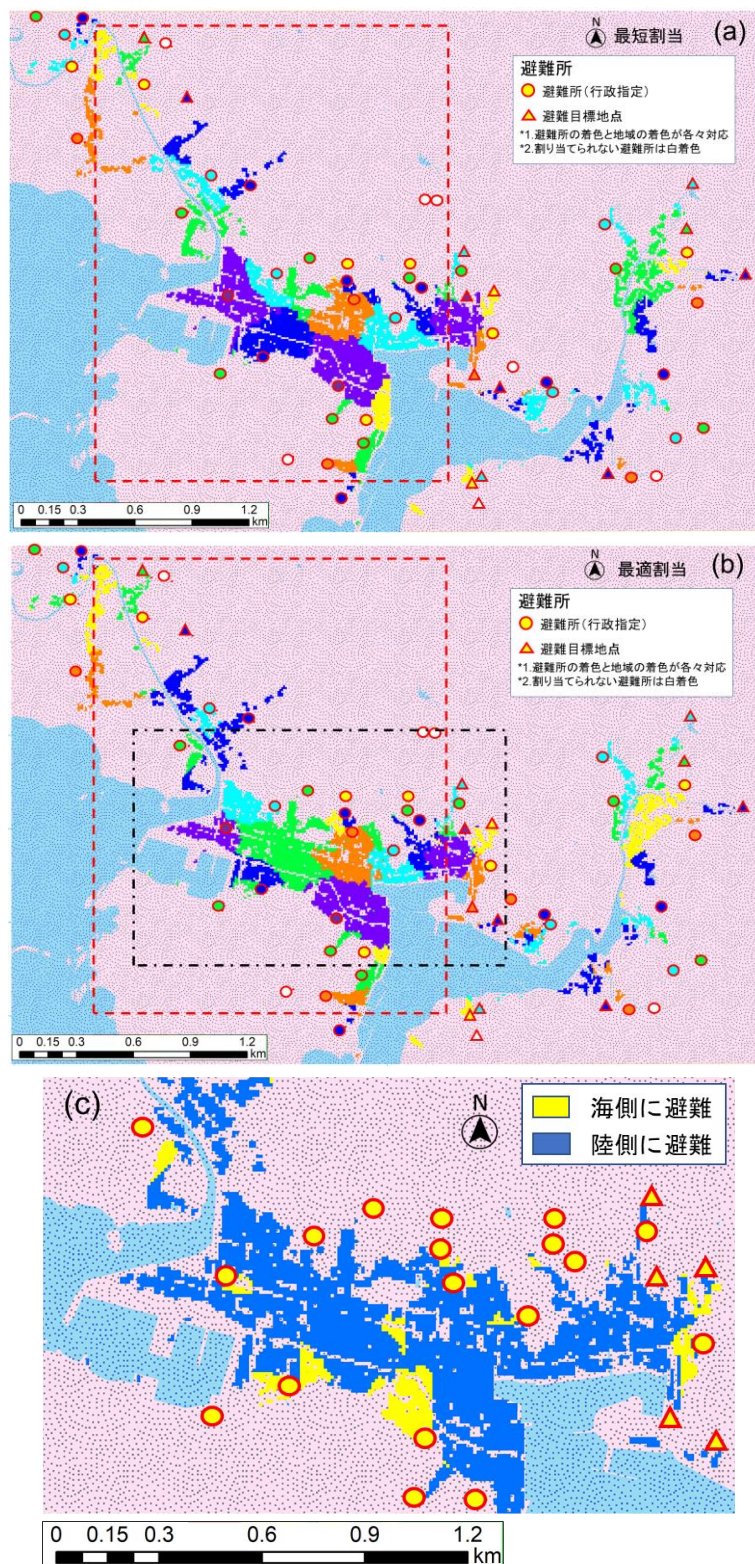 (a)
N
最短割当
避難所
避難所(行政指定)
避難目標地点
*1.避難所の着色と地域の着色が各々対応
*2.割り当てられない避難所は白着色
0 0.15 0.3 0.6 0.9 1.2
km
(b)
N
最適割当
避難所
避難所(行政指定)
避難目標地点
*1.避難所の着色と地域の着色が各々対応
*2.割り当てられない避難所は白着色
0 0.15 0.3 0.6 0.9 1.2
km
(c)
N
海側に避難
陸側に避難
0 0.15 0.3 0.6 0.9 1.2
km